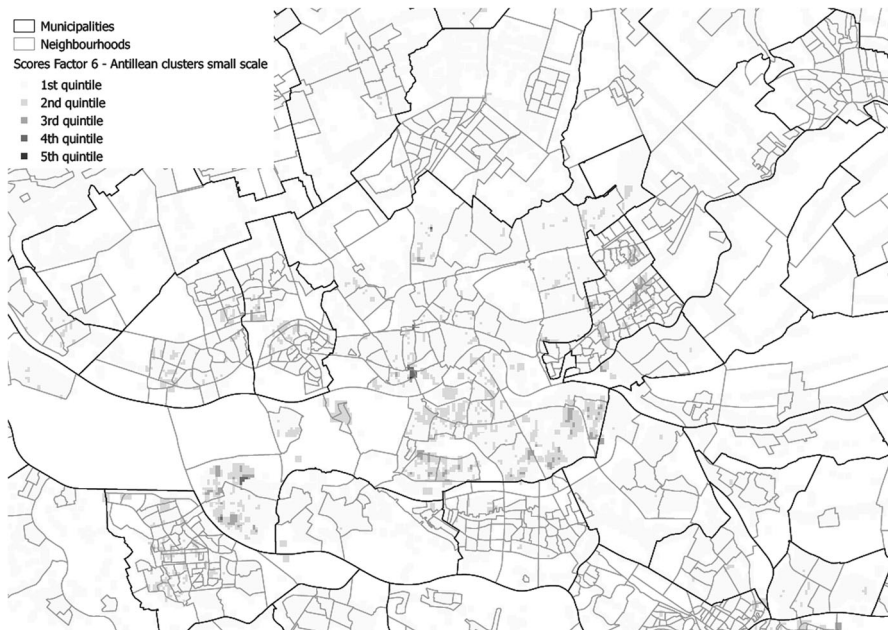 Municipalities
Neighbourhoods
Scores Factor 6 - Antillean clusters small scale
1st quintile
2nd quintile
3rd quintile
4th quintile
5th quintile